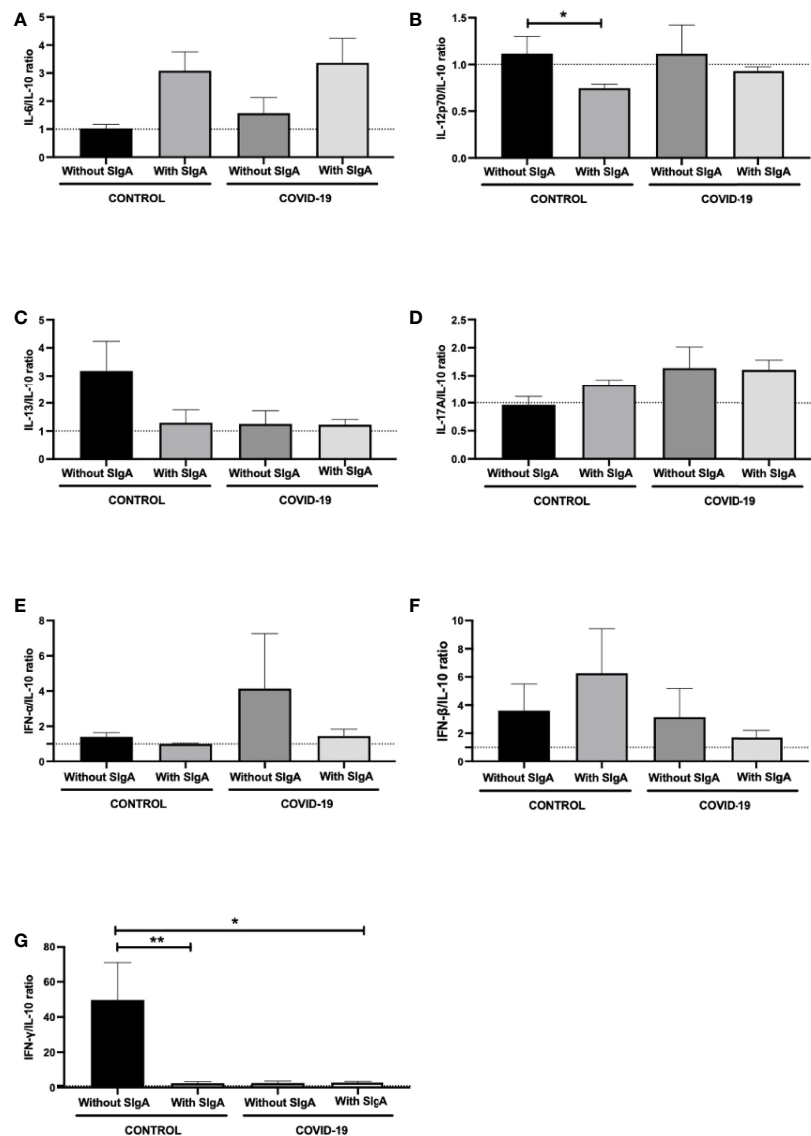 A
IL-6/IL-10 ratio
6
5
4
3
2
1
0
Without SIgA With SIgA Without SIgA With SIgA
CONTROL COVID-19
B
IL-12p70/IL-10 ratio
*
1.5
1.0
0.5
0.0
Without SIgA With SIgA Without SIgA With SIgA
CONTROL COVID-19
C
IL-13/IL-10 ratio
5
4
3
2
1
0
Without SIgA With SIgA Without SIgA With SIgA
CONTROL COVID-19
D
IL-17A/IL-10 ratio
2.5
2.0
1.5
1.0
0.5
0.0
Without SIgA With SIgA Without SIgA With SIgA
CONTROL COVID-19
E
IFN-α/IL-10 ratio
8
6
4
2
0
Without SIgA With SIgA Without SIgA With SIgA
CONTROL COVID-19
F
IFN-β/IL-10 ratio
10
8
6
4
2
0
Without SIgA With SIgA Without SIgA With SIgA
CONTROL COVID-19
G
IFN-γ/IL-10 ratio
*
**
80
60
40
20
0
Without SIgA With SIgA Without SIgA With SIgA
CONTROL COVID-19